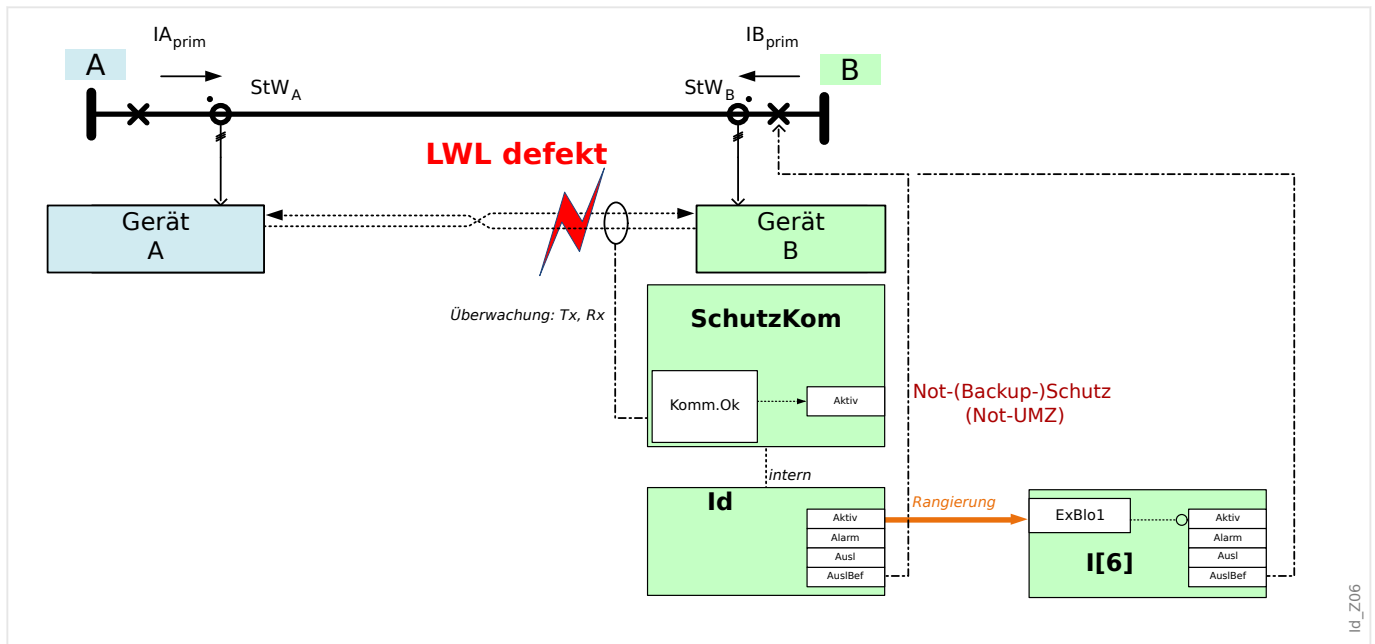 IAprim
IBprim
A
B
StWA
StWB
LWL defekt
Gerät
A
Gerät
B
Überwachung: Tx, Rx
SchutzKom
Komm.Ok
Aktiv
Not-(Backup-)Schutz
(Not-UMZ)
intern
Id
Aktiv
Alarm
Ausl
AuslBef
Rangierung
ExBlo1
I[6]
Aktiv
Alarm
Ausl
AuslBef
Id_Z06